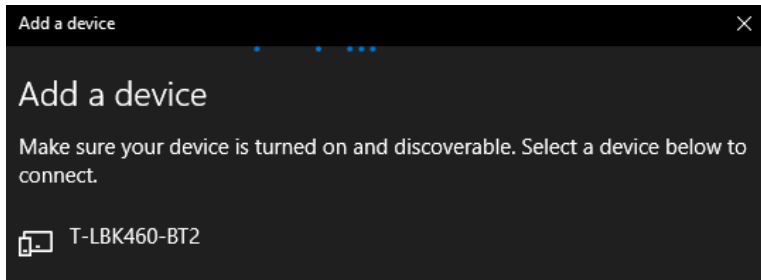 Add a device
Add a device
Make sure your device is turned on and discoverable. Select a device below to
connect.
T-LBK460-BT2